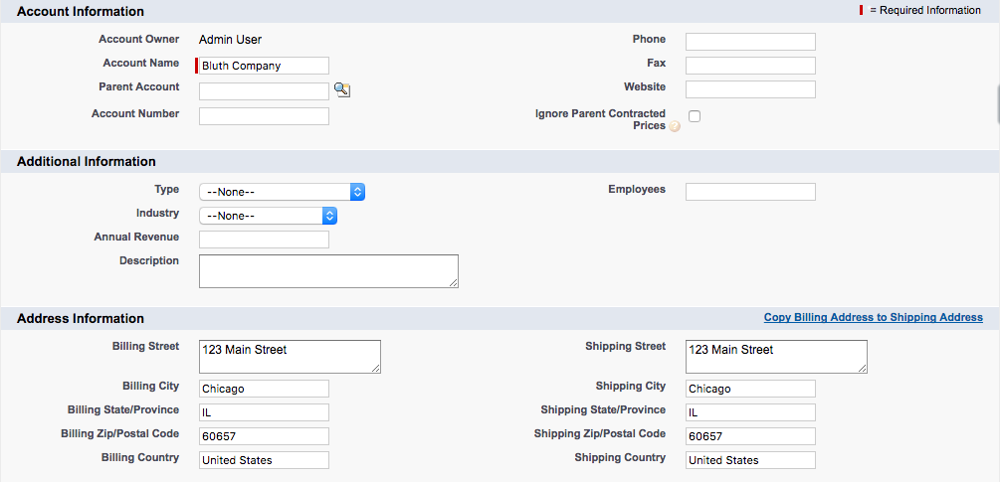 Account Information
= Required Information
Account Owner Admin User
Phone
Account Name Bluth Company
Fax
Parent Account
Website
Account Number
Ignore Parent Contracted
Prices ?
Additional Information
Type --None--
Employees
Industry --None--
Annual Revenue
Description
Address Information
Copy Billing Address to Shipping Address
Billing Street 123 Main Street
Shipping Street 123 Main Street
Billing City Chicago
Shipping City Chicago
Billing State/Province IL
Shipping State/Province IL
Billing Zip/Postal Code 60657
Shipping Zip/Postal Code 60657
Billing Country United States
Shipping Country United States